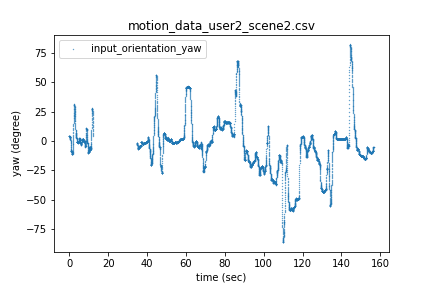 motion_data_user2_scene2.csv
input_orientation_yaw
yaw (degree)
75
50
25
0
−25
−50
−75
0 20 40 60 80 100 120 140 160
time (sec)